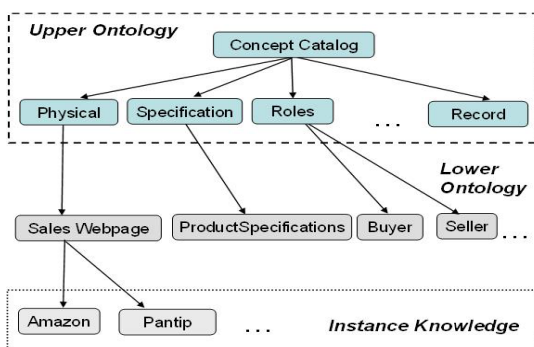 Upper Ontology
Concept Catalog
Physical
Specification
Roles
...
Record
Lower
Ontology
Sales Webpage
ProductSpecifications
Buyer
Seller
...
Amazon
Pantip
...
Instance Knowledge